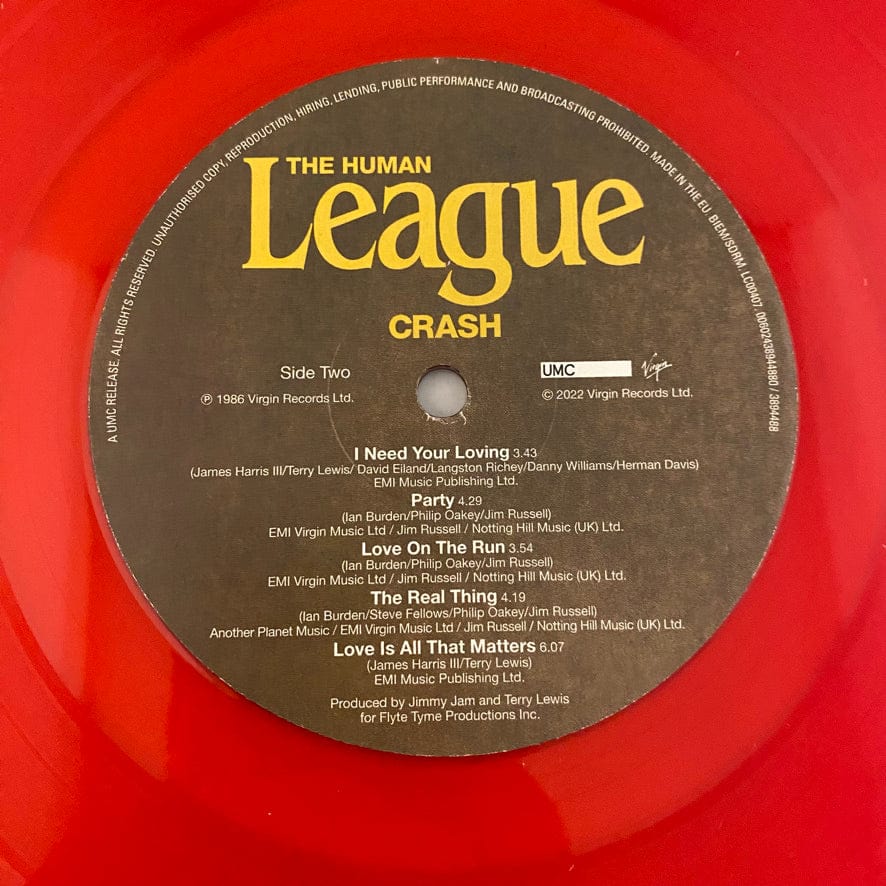 A UMC RELEASE. ALL RIGHTS RESERVED. UNAUTHORISED COPY, REPRODUCTION, HIRING, LENDING, PUBLIC PERFORMANCE AND BROADCASTING PROHIBITED. MADE IN THE EU. BIEM/SDRM. LC00407. 00602438944880 / 3894488
THE HUMAN
League
CRASH
Side Two
UMC Virgin
℗ 1986 Virgin Records Ltd.
© 2022 Virgin Records Ltd.
I Need Your Loving 3.43
(James Harris III/Terry Lewis/ David Eiland/Langston Richey/Danny Williams/Herman Davis)
EMI Music Publishing Ltd.
Party 4.29
(Ian Burden/Philip Oakey/Jim Russell)
EMI Virgin Music Ltd / Jim Russell / Notting Hill Music (UK) Ltd.
Love On The Run 3.54
(Ian Burden/Philip Oakey/Jim Russell)
EMI Virgin Music Ltd / Jim Russell / Notting Hill Music (UK) Ltd.
The Real Thing 4.19
(Ian Burden/Steve Fellows/Philip Oakey/Jim Russell)
Another Planet Music / EMI Virgin Music Ltd / Jim Russell / Notting Hill Music (UK) Ltd.
Love Is All That Matters 6.07
(James Harris III/Terry Lewis)
EMI Music Publishing Ltd.
Produced by Jimmy Jam and Terry Lewis
for Flyte Tyme Productions Inc.